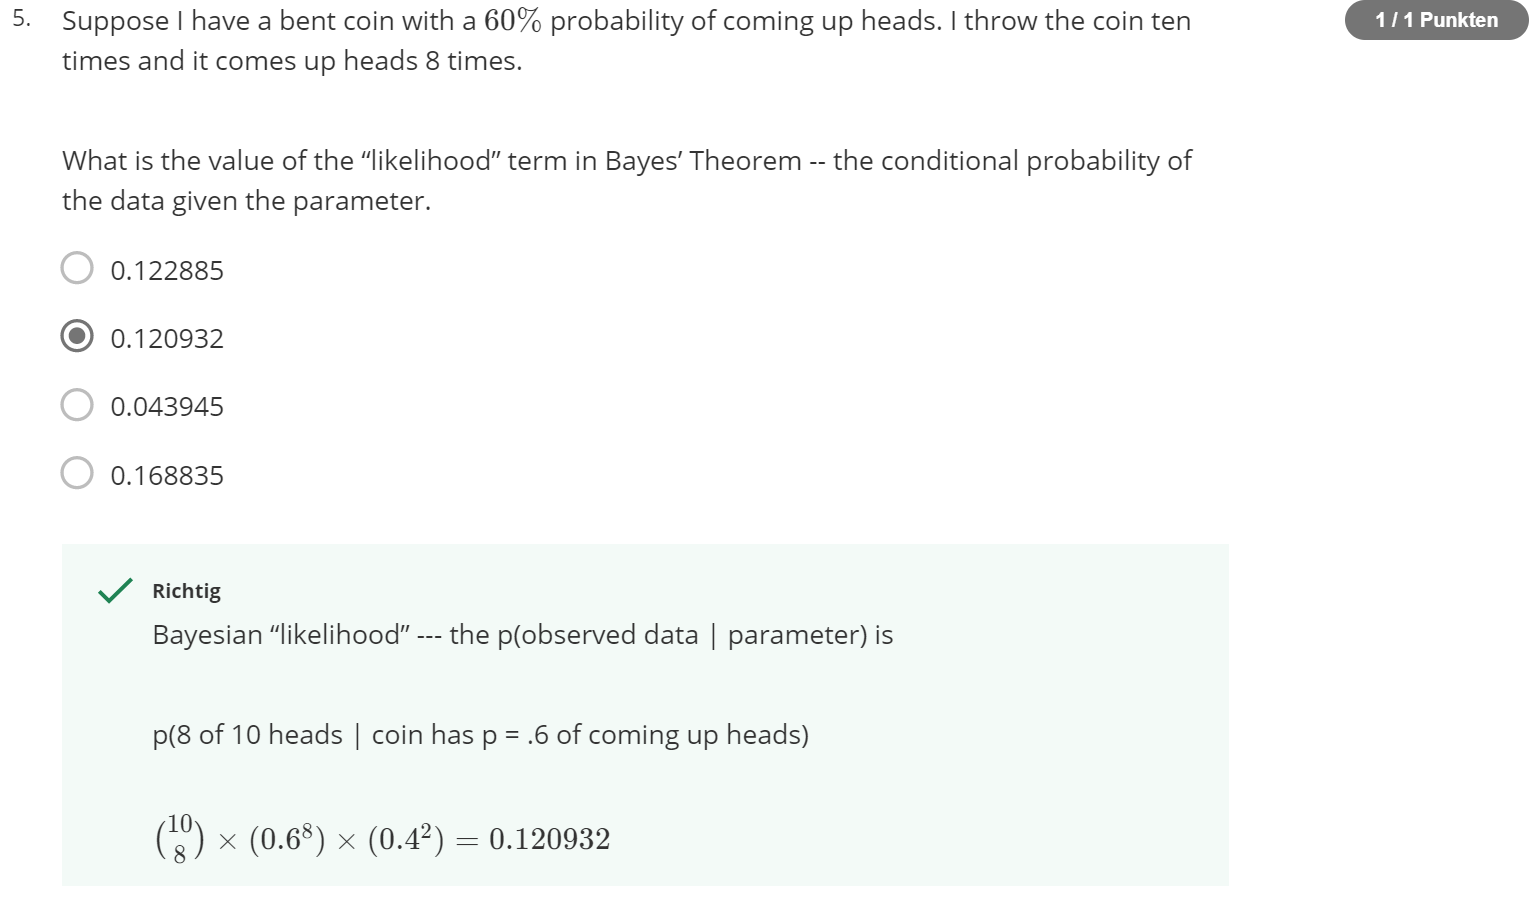 5. Suppose I have a bent coin with a 60% probability of coming up heads. I throw the coin ten
times and it comes up heads 8 times.
1 / 1 Punkten
What is the value of the “likelihood” term in Bayes’ Theorem -- the conditional probability of
the data given the parameter.
0.122885
0.120932
0.043945
0.168835
Richtig
Bayesian “likelihood” --- the p(observed data | parameter) is
p(8 of 10 heads | coin has p = .6 of coming up heads)
(10 8) × (0.6⁸) × (0.4²) = 0.120932